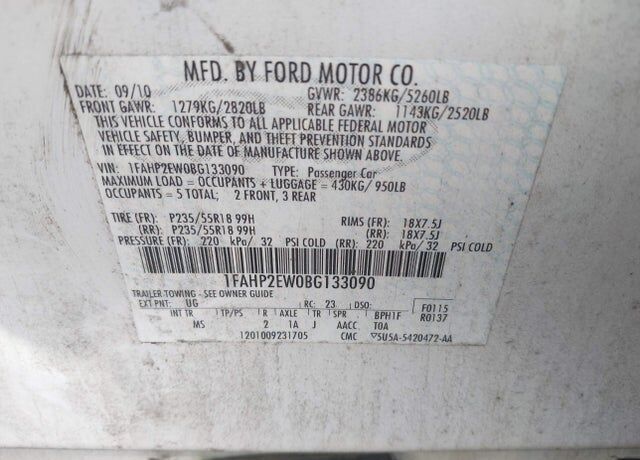 MFD. BY FORD MOTOR CO.
DATE: 09/10 GVWR: 2386KG/5260LB
FRONT GAWR: 1279KG/2820LB REAR GAWR: 1143KG/2520LB
THIS VEHICLE CONFORMS TO ALL APPLICABLE FEDERAL MOTOR
VEHICLE SAFETY, BUMPER, AND THEFT PREVENTION STANDARDS
IN EFFECT ON THE DATE OF MANUFACTURE SHOWN ABOVE.
VIN: 1FAHP2EW0BG133090 TYPE: Passenger Car
MAXIMUM LOAD = OCCUPANTS + LUGGAGE = 430KG/950LB
OCCUPANTS = 5 TOTAL; 2 FRONT, 3 REAR
TIRE (FR): P235/55R18 99H RIMS (FR): 18X7.5J
(RR): P235/55R18 99H (RR): 18X7.5J
PRESSURE (FR): 220 kPa/32 PSI COLD (RR): 220 kPa/32 PSI COLD
1FAHP2EW0BG133090
TRAILER TOWING - SEE OWNER GUIDE
EXT PNT: UG RC: 23 DSO: F0115
INT TR TP/PS R AXLE TR SPR BPH1F R0137
MS 2 1A J AACC TOA
1201009231705 CMC ▽5U5A-5420472-AA